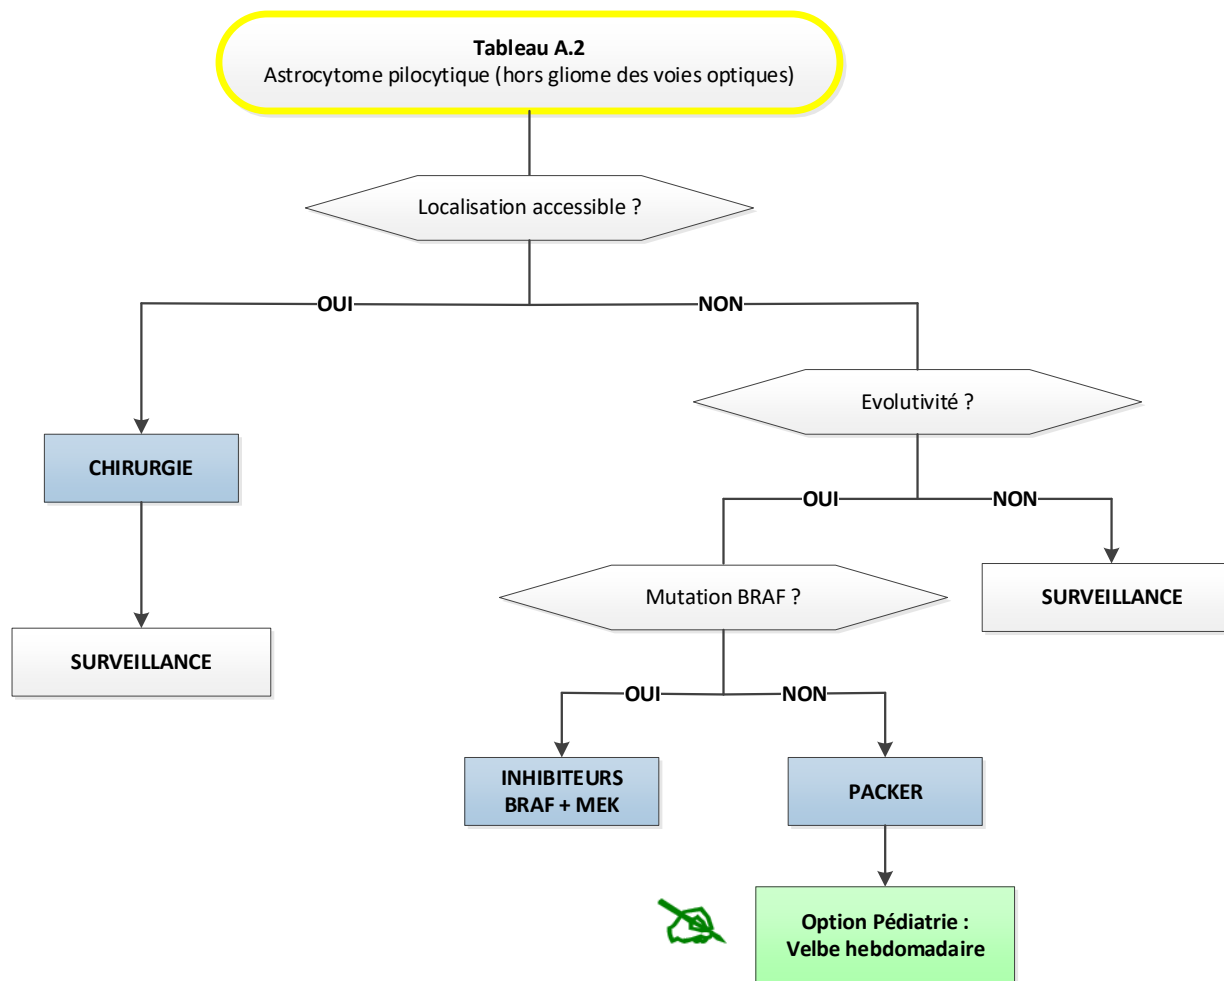 Tableau A.2
Astrocytome pilocytique (hors gliome des voies optiques)
Localisation accessible ?
OUI
NON
Evolutivité ?
CHIRURGIE
OUI
NON
Mutation BRAF ?
SURVEILLANCE
SURVEILLANCE
OUI
NON
INHIBITEURS
BRAF + MEK
PACKER
Option Pédiatrie :
Velbe hebdomadaire